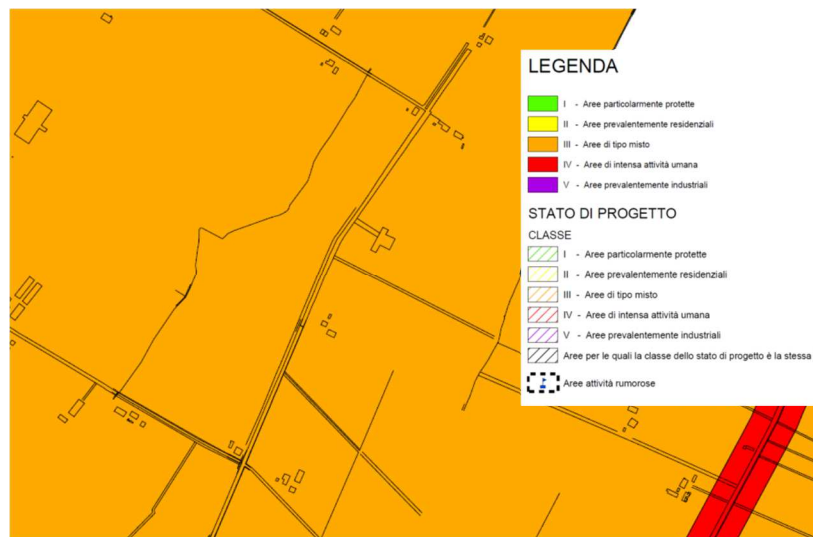 LEGENDA
I - Aree particolarmente protette
II - Aree prevalentemente residenziali
III - Aree di tipo misto
IV - Aree di intensa attività umana
V - Aree prevalentemente industriali
STATO DI PROGETTO
CLASSE
I - Aree particolarmente protette
II - Aree prevalentemente residenziali
III - Aree di tipo misto
IV - Aree di intensa attività umana
V - Aree prevalentemente industriali
Aree per le quali la classe dello stato di progetto è la stessa
Aree attività rumorose